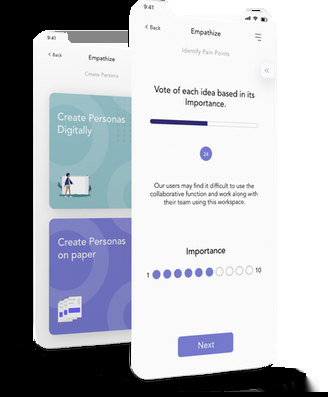 9:41
Back
Empathize
Create Persona
Create Personas
Digitally
Create Personas
on paper
9:41
Back
Empathize
Identify Pain Points
Vote of each idea based in its
Importance.
24
Our users may find it difficult to use the
collaborative function and work along with
their team using this workspace.
Importance
1
10
Next